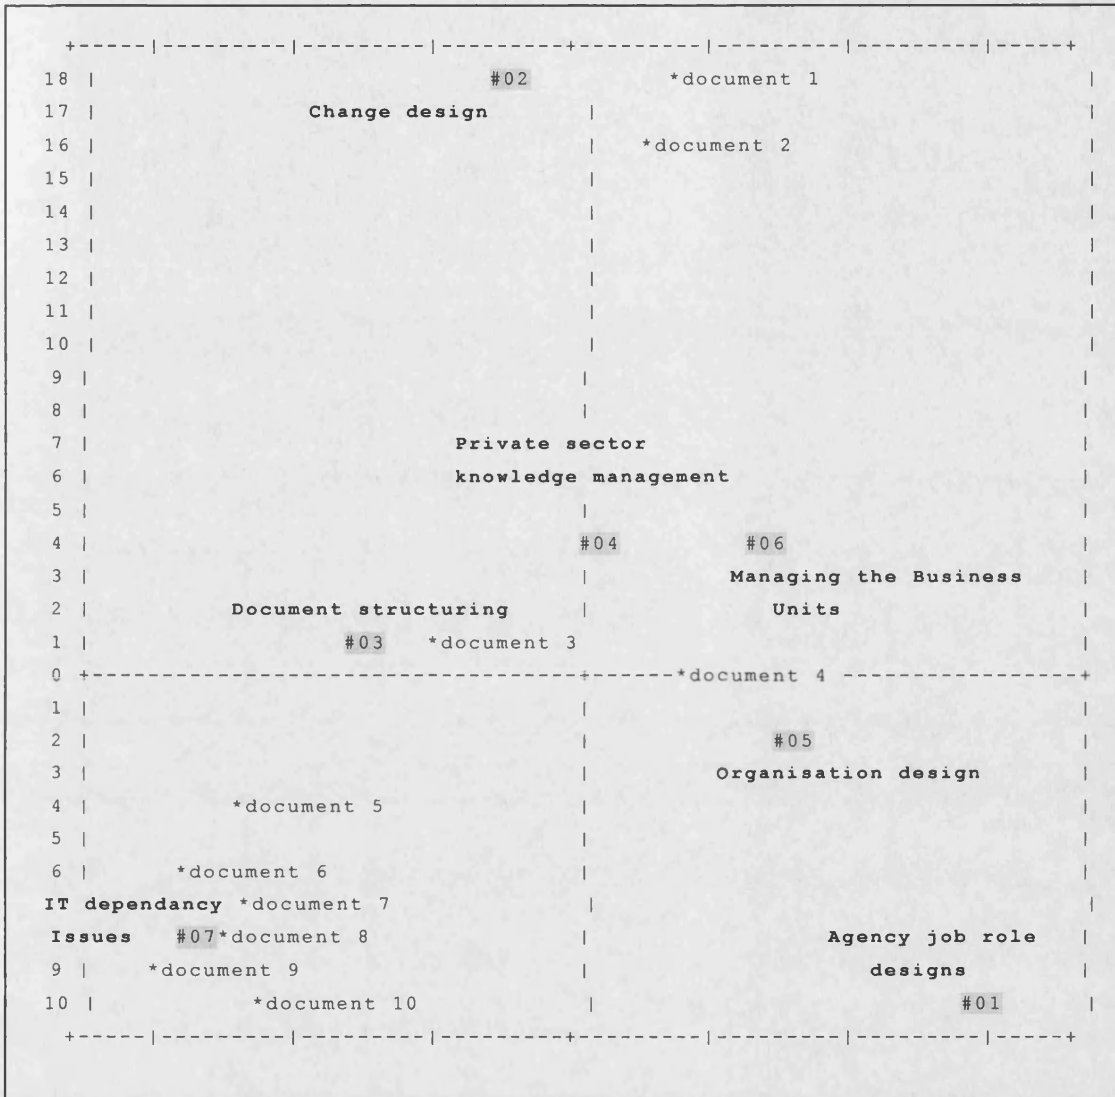 +-----|---------|---------|---------+---------|---------|---------|-----+
18 | #02 *document 1 |
17 | Change design | |
16 | *document 2 |
15 | | |
14 | | |
13 | | |
12 | | |
11 | | |
10 | | |
9 | | |
8 | | |
7 | Private sector |
6 | knowledge management |
5 | | |
4 | #04 #06 |
3 | | Managing the Business |
2 | Document structuring | Units |
1 | #03 *document 3 |
0 +-----------------------------------+------*document 4 -----------------+
1 | | |
2 | #05 |
3 | | Organisation design |
4 | *document 5 | |
5 | | |
6 | *document 6 | |
IT dependancy *document 7 | |
Issues #07 *document 8 | Agency job role |
9 | *document 9 | designs |
10 | *document 10 | #01 |
+-----|---------|---------|---------+---------|---------|---------|-----+